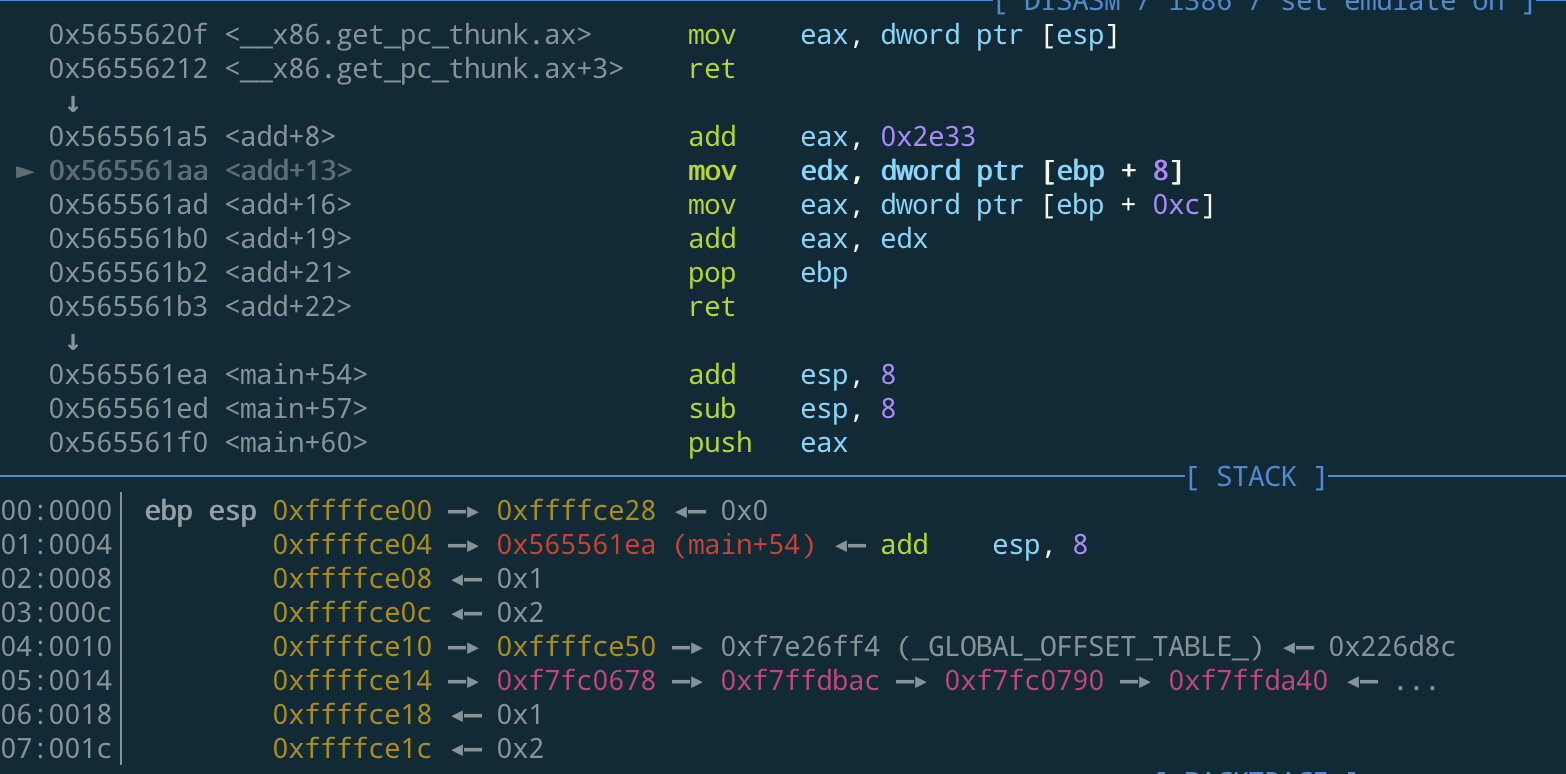 [ DISASM / i386 / set emulate on ]
0x5655620f <__x86.get_pc_thunk.ax> mov eax, dword ptr [esp]
0x56556212 <__x86.get_pc_thunk.ax+3> ret
↓
0x565561a5 <add+8> add eax, 0x2e33
► 0x565561aa <add+13> mov edx, dword ptr [ebp + 8]
0x565561ad <add+16> mov eax, dword ptr [ebp + 0xc]
0x565561b0 <add+19> add eax, edx
0x565561b2 <add+21> pop ebp
0x565561b3 <add+22> ret
↓
0x565561ea <main+54> add esp, 8
0x565561ed <main+57> sub esp, 8
0x565561f0 <main+60> push eax
[ STACK ]
00:0000│ ebp esp 0xffffce00 —▸ 0xffffce28 ◂— 0x0
01:0004│ 0xffffce04 —▸ 0x565561ea (main+54) ◂— add esp, 8
02:0008│ 0xffffce08 ◂— 0x1
03:000c│ 0xffffce0c ◂— 0x2
04:0010│ 0xffffce10 —▸ 0xffffce50 —▸ 0xf7e26ff4 (_GLOBAL_OFFSET_TABLE_) ◂— 0x226d8c
05:0014│ 0xffffce14 —▸ 0xf7fc0678 —▸ 0xf7ffdbac —▸ 0xf7fc0790 —▸ 0xf7ffda40 ◂— ...
06:0018│ 0xffffce18 ◂— 0x1
07:001c│ 0xffffce1c ◂— 0x2